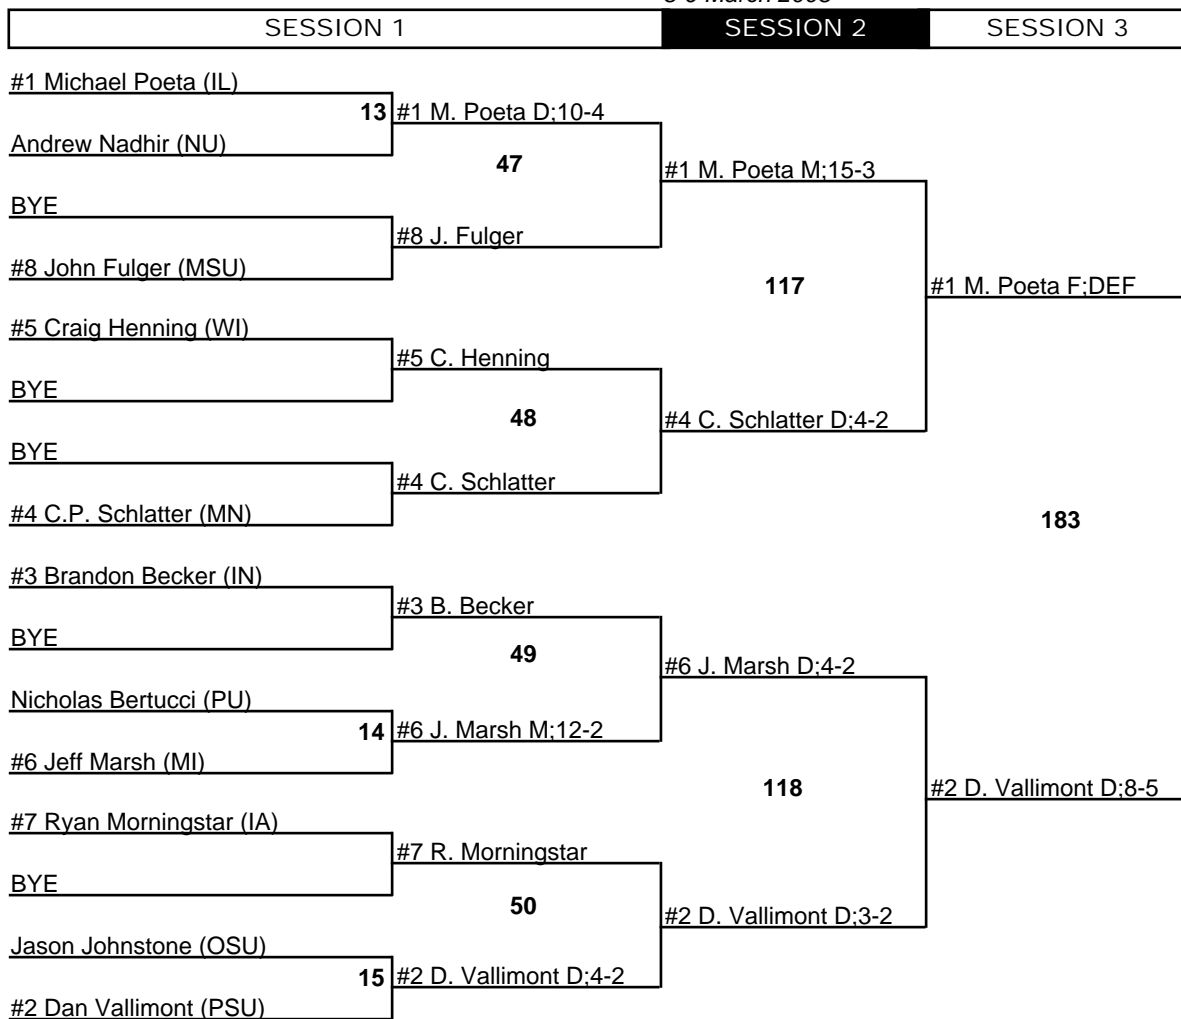 SESSION 1
SESSION 2
SESSION 3
#1 Michael Poeta (IL)
13
#1 M. Poeta D;10-4
Andrew Nadhir (NU)
47
#1 M. Poeta M;15-3
BYE
#8 J. Fulger
#8 John Fulger (MSU)
117
#1 M. Poeta F;DEF
#5 Craig Henning (WI)
#5 C. Henning
BYE
48
#4 C. Schlatter D;4-2
BYE
#4 C. Schlatter
#4 C.P. Schlatter (MN)
183
#3 Brandon Becker (IN)
#3 B. Becker
BYE
49
#6 J. Marsh D;4-2
Nicholas Bertucci (PU)
14
#6 J. Marsh M;12-2
#6 Jeff Marsh (MI)
118
#2 D. Vallimont D;8-5
#7 Ryan Morningstar (IA)
#7 R. Morningstar
BYE
50
#2 D. Vallimont D;3-2
Jason Johnstone (OSU)
15
#2 D. Vallimont D;4-2
#2 Dan Vallimont (PSU)